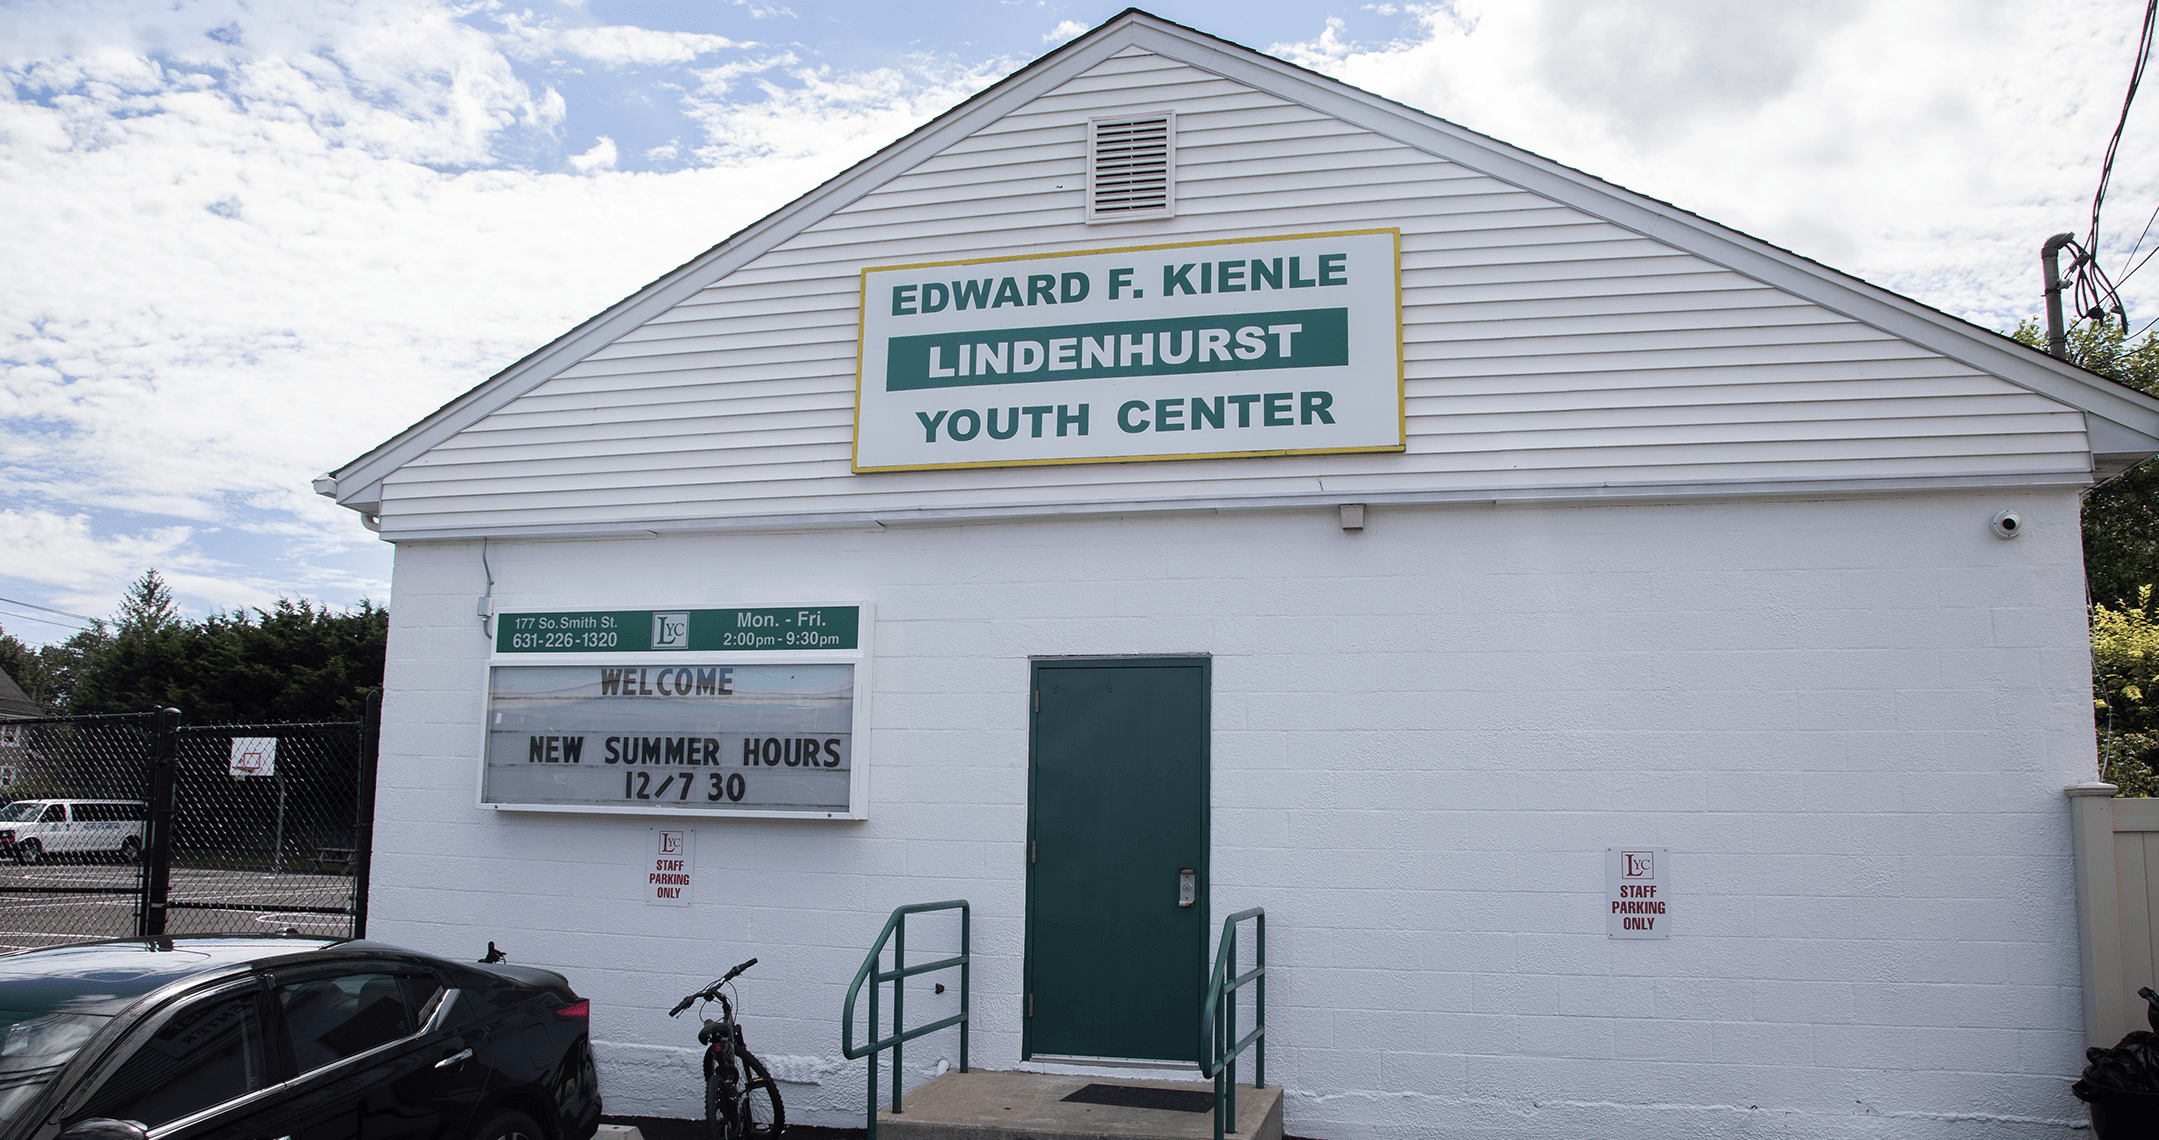 EDWARD F. KIENLE
LINDENHURST
YOUTH CENTER
177 So. Smith St.
631-226-1320
LYC
Mon. - Fri.
2:00pm - 9:30pm
WELCOME
NEW SUMMER HOURS
12/7 30
LYC
STAFF
PARKING
ONLY
LYC
STAFF
PARKING
ONLY